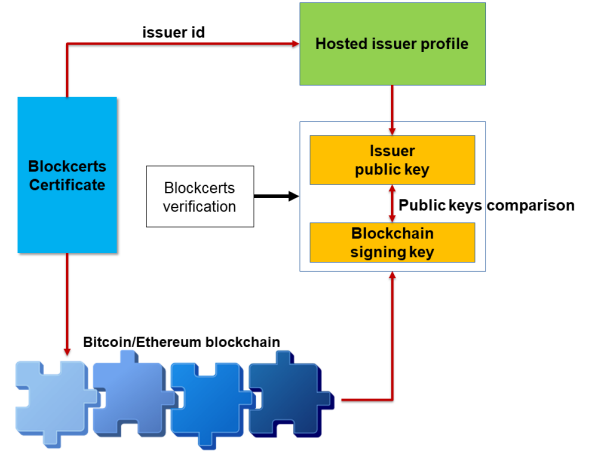 issuer id
Hosted issuer profile
Blockcerts
Certificate
Issuer
public key
Blockcerts
verification
Public keys comparison
Blockchain
signing key
Bitcoin/Ethereum blockchain